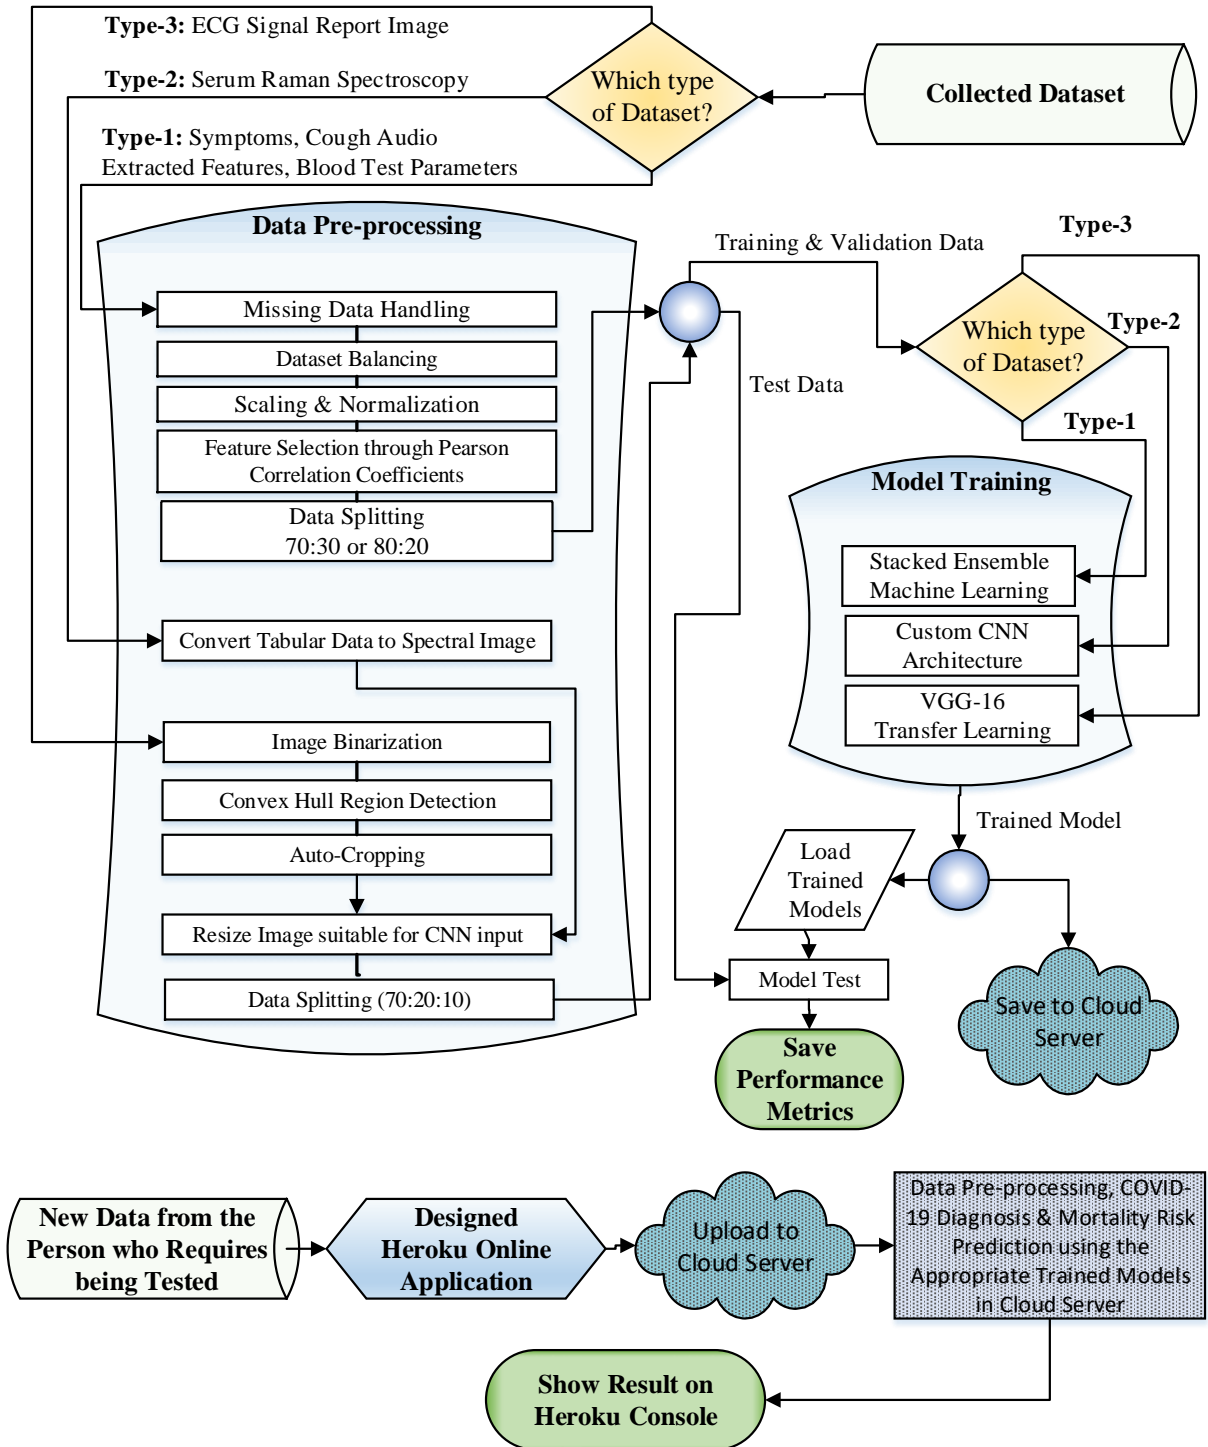 Type-3: ECG Signal Report Image
Type-2: Serum Raman Spectroscopy
Type-1: Symptoms, Cough Audio
Extracted Features, Blood Test Parameters
Which type
of Dataset?
Collected Dataset
Data Pre-processing
Missing Data Handling
Dataset Balancing
Scaling & Normalization
Feature Selection through Pearson
Correlation Coefficients
Data Splitting
70:30 or 80:20
Convert Tabular Data to Spectral Image
Image Binarization
Convex Hull Region Detection
Auto-Cropping
Resize Image suitable for CNN input
Data Splitting (70:20:10)
Training & Validation Data
Test Data
Which type
of Dataset?
Type-3
Type-2
Type-1
Model Training
Stacked Ensemble
Machine Learning
Custom CNN
Architecture
VGG-16
Transfer Learning
Trained Model
Load
Trained
Models
Model Test
Save
Performance
Metrics
Save to Cloud
Server
New Data from the
Person who Requires
being Tested
Designed
Heroku Online
Application
Upload to
Cloud Server
Data Pre-processing, COVID-
19 Diagnosis & Mortality Risk
Prediction using the
Appropriate Trained Models
in Cloud Server
Show Result on
Heroku Console